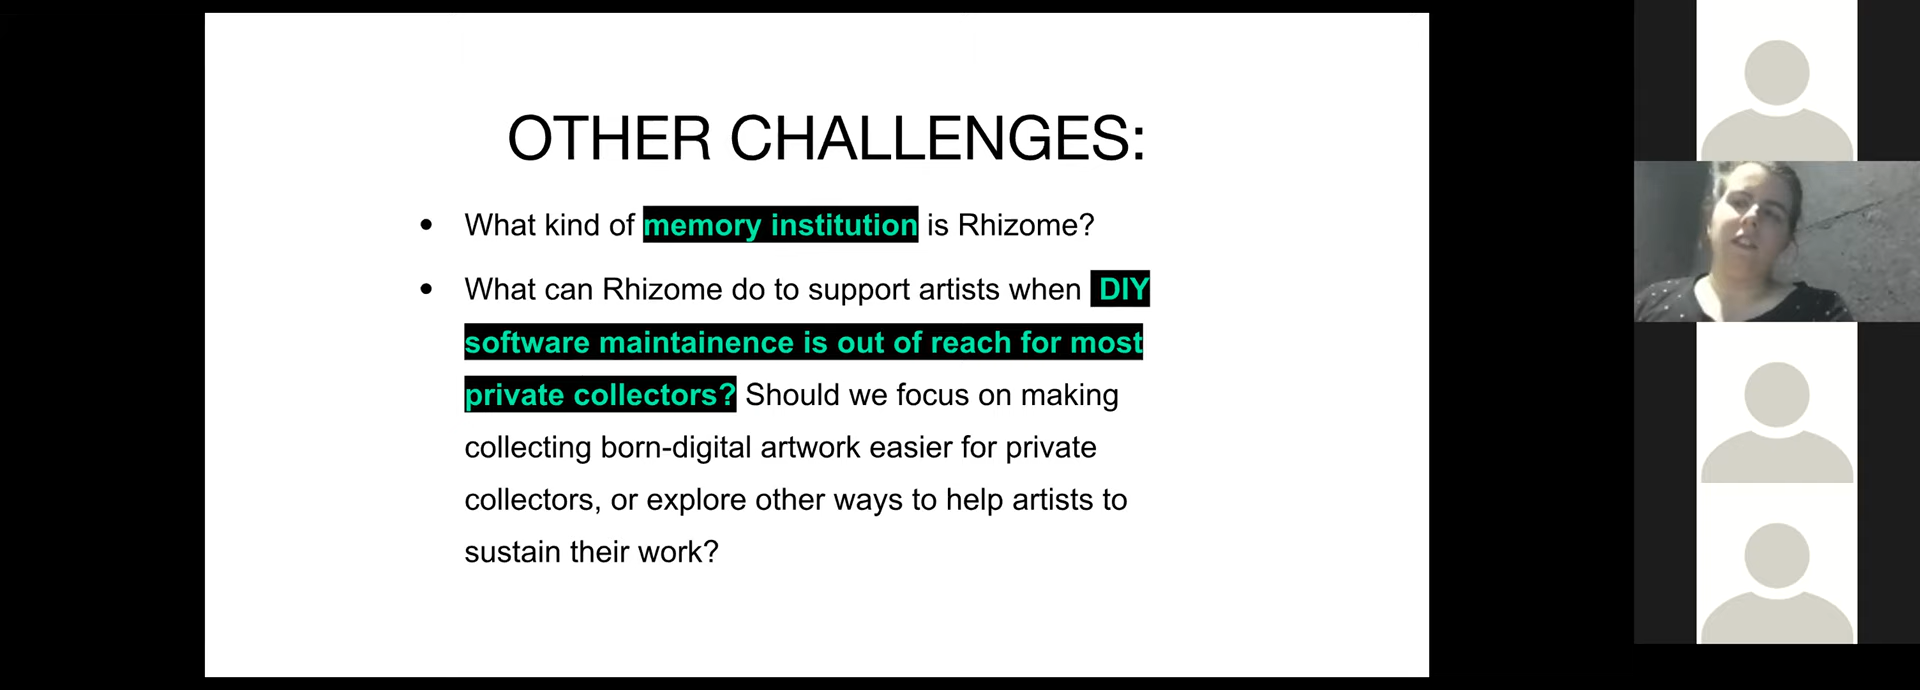 OTHER CHALLENGES:
• What kind of memory institution is Rhizome?
• What can Rhizome do to support artists when DIY
software maintainence is out of reach for most
private collectors? Should we focus on making
collecting born-digital artwork easier for private
collectors, or explore other ways to help artists to
sustain their work?